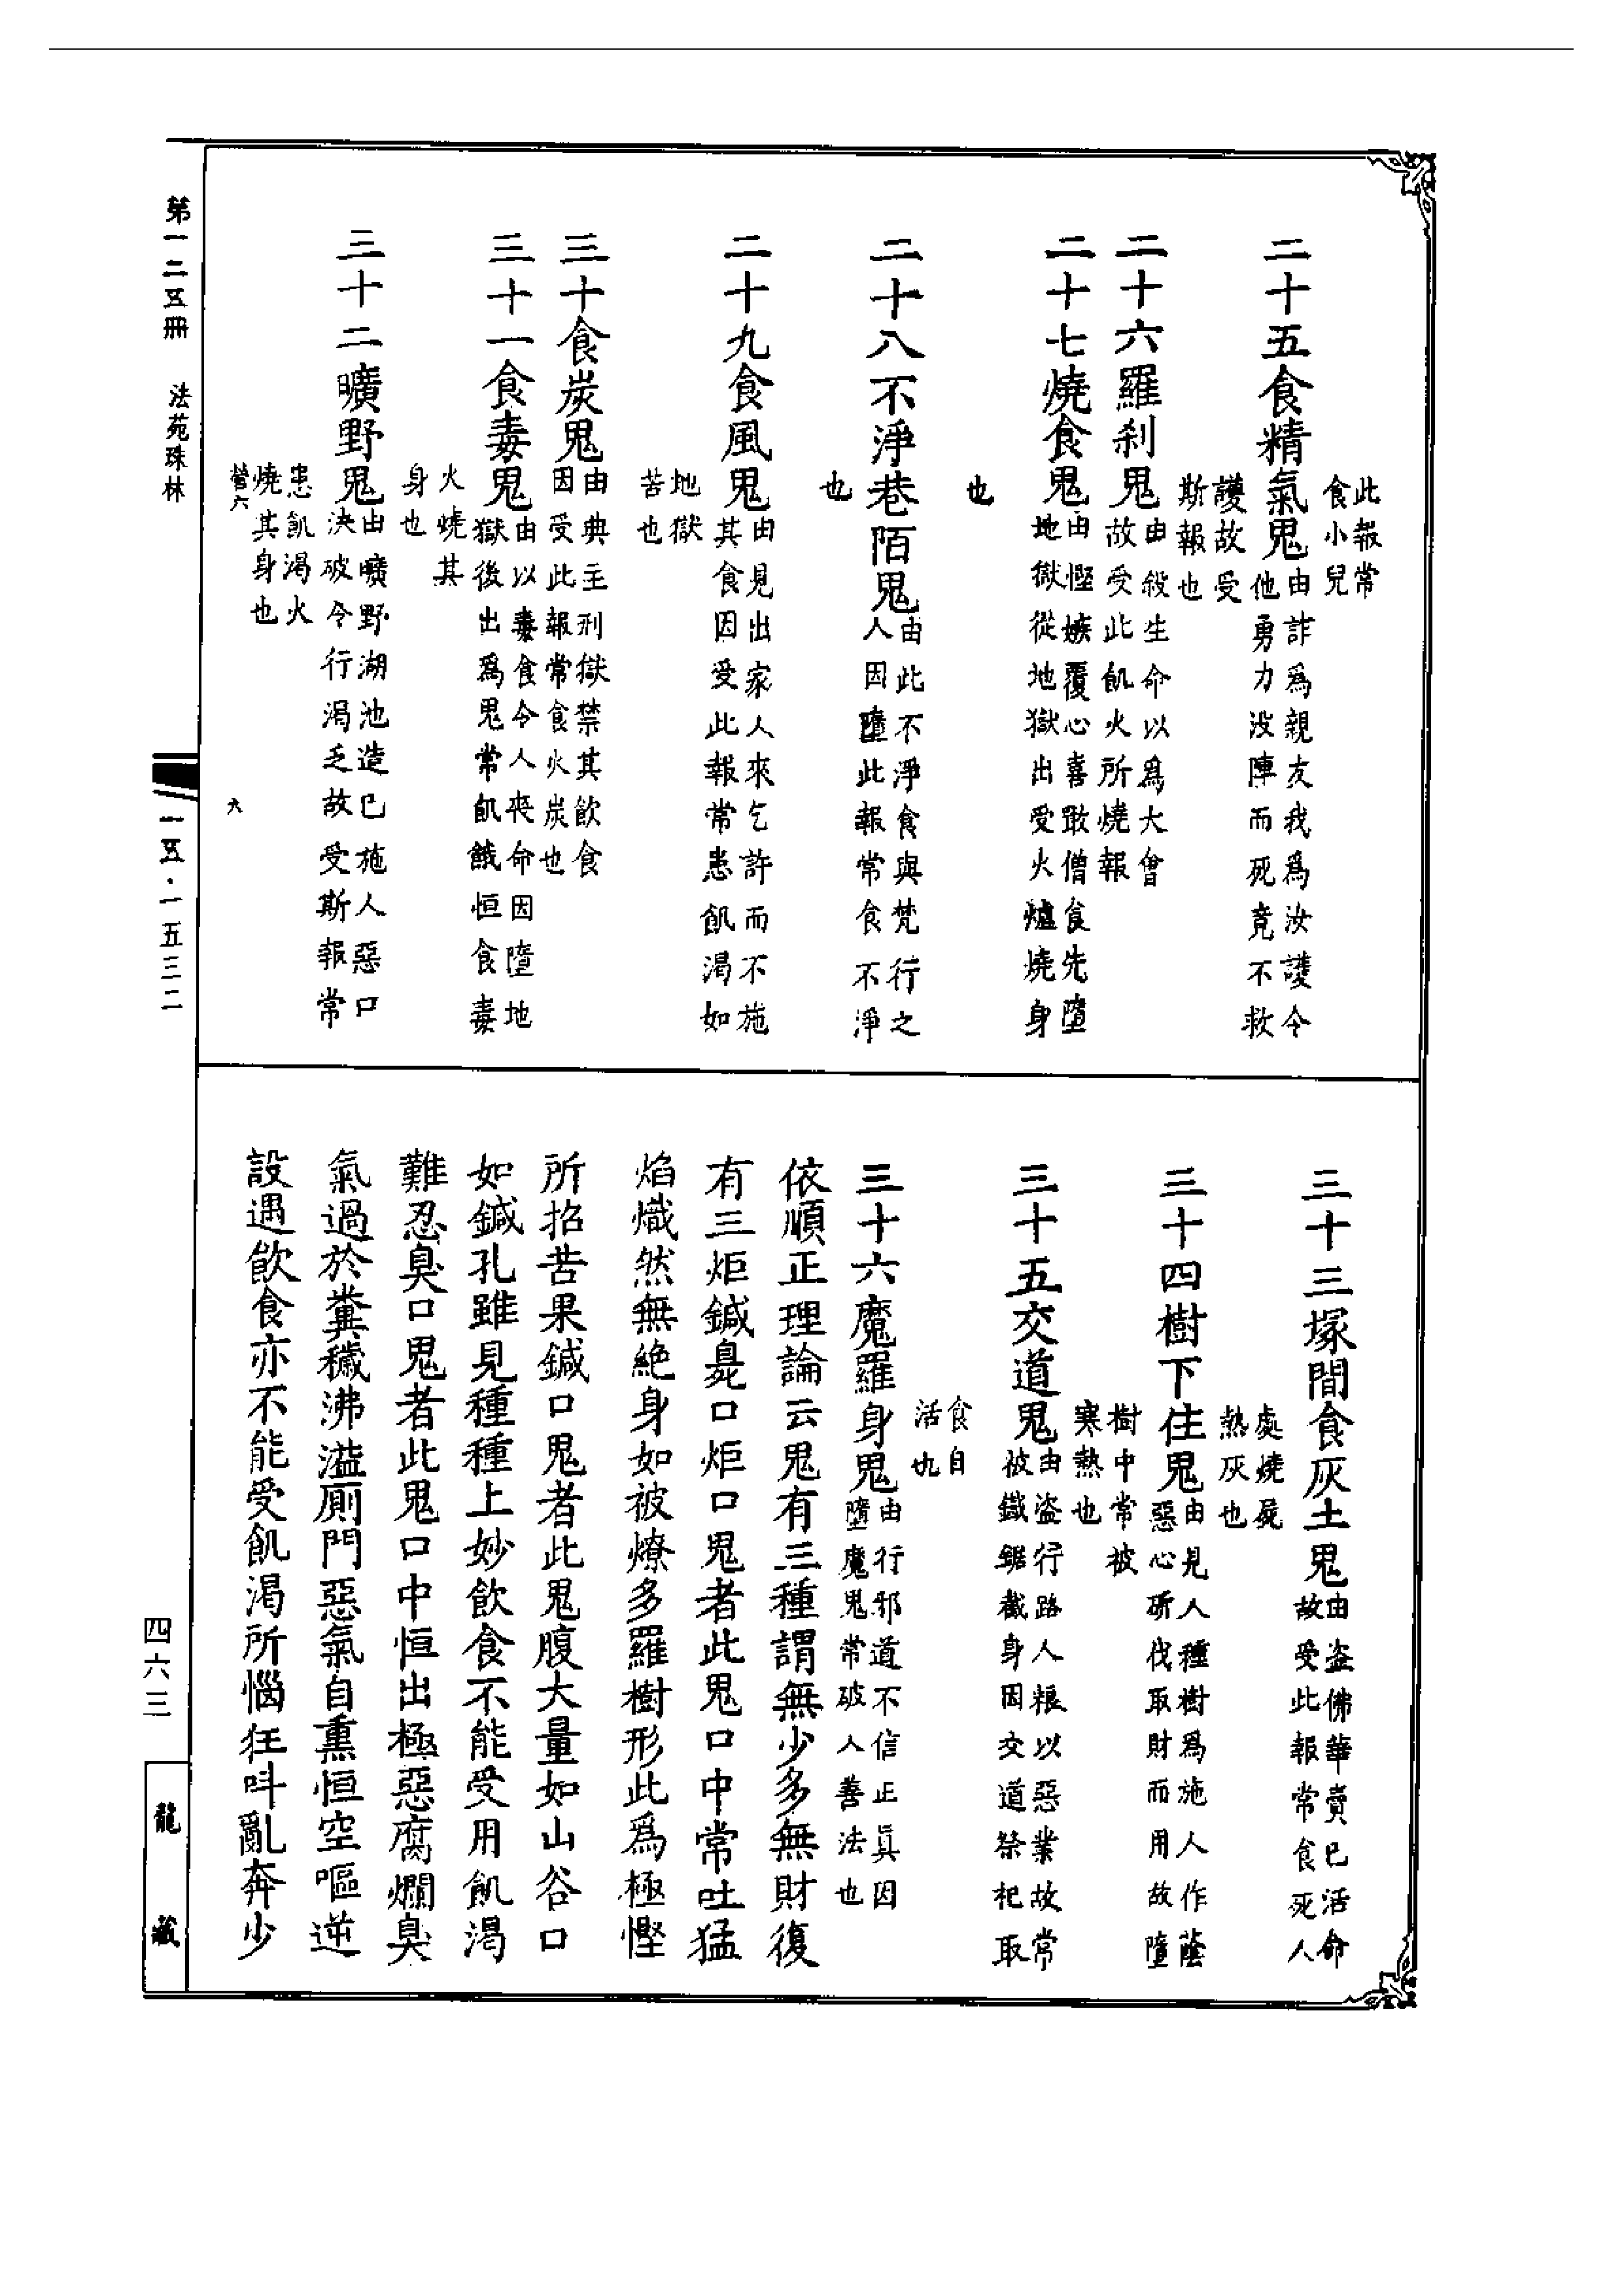 此報常
食小兒
二十五食精氣鬼
由詐爲親友我爲汝護令
他勇力沒陣而死竟不救
護故受
斯報也
二十六羅刹鬼
由殺生命以爲大會
故受此飢火所燒報
二十七燒食鬼
由慳嫉覆心喜噉僧食先墮
地獄從地獄出受火爐燒身
也
二十八不淨巷陌鬼
由此不淨食與梵行之
人因墮此報常食不淨
也
二十九食風鬼
由見出家人來乞許而不施
其食因受此報常患飢渴如
地獄
苦也
三十食炭鬼
由典主刑獄禁其飲食
因受此報常食火炭也
三十一食毒鬼
由以毒食令人喪命因墮地
獄後出爲鬼常飢餓恒食毒
火燒其
身也
三十二曠野鬼
由曠野湖池造已施人惡口
決破令行渴乏故受斯報常
患飢渴火
燒其身也
營六
六
三十三塚間食灰土鬼
由盜佛華賣已活命
故受此報常食死人
處燒屍
熱灰也
三十四樹下住鬼
由見人種樹爲施人作蔭
惡心斫伐取財而用故墮
樹中常被
寒熱也
三十五交道鬼
由盜行路人粮以惡業故常
被鐵鋸截身因交道祭祀取
食自
活也
三十六魔羅身鬼
由行邪道不信正真因
墮魔鬼常破人善法也
依順正理論云鬼有三種謂無少多無財復
有三炬鍼臭口炬口鬼者此鬼口中常吐猛
焰熾然無絶身如被燎多羅樹形此爲極慳
所招苦果鍼口鬼者此鬼腹大量如山谷口
如鍼孔雖見種種上妙飲食不能受用飢渴
難忍臭口鬼者此鬼口中恒出極惡腐爛臭
氣過於糞穢沸溢廁門惡氣自熏恒空嘔逆
設遇飲食亦不能受飢渴所惱狂叫亂奔少
第一二五冊 法苑珠林
一五·一五三二
四六三
龍藏